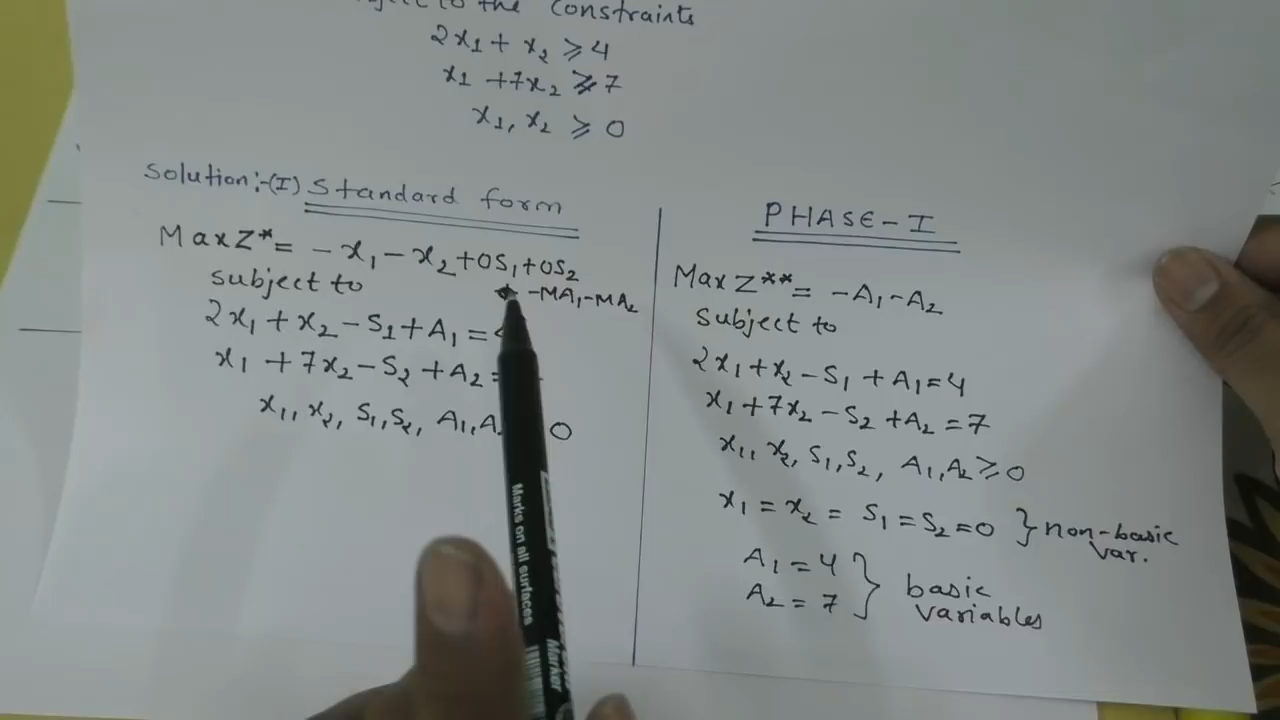 to the constraints
2x₁ + x₂ ≥ 4
x₁ + 7x₂ ≥ 7
x₁, x₂ ≥ 0
Solution:-(I) Standard form
Max Z* = -x₁ - x₂ + 0S₁ + 0S₂
-MA₁ - MA₂
subject to
2x₁ + x₂ - S₁ + A₁ =
x₁ + 7x₂ - S₂ + A₂ =
x₁, x₂, S₁, S₂, A₁, A 0
PHASE-I
Max Z** = -A₁ - A₂
subject to
2x₁ + x₂ - S₁ + A₁ = 4
x₁ + 7x₂ - S₂ + A₂ = 7
x₁, x₂, S₁, S₂, A₁, A₂ ≥ 0
x₁ = x₂ = S₁ = S₂ = 0 } non-basic var.
A₁ = 4
A₂ = 7 } basic variables
Marks on all surfaces
Marker